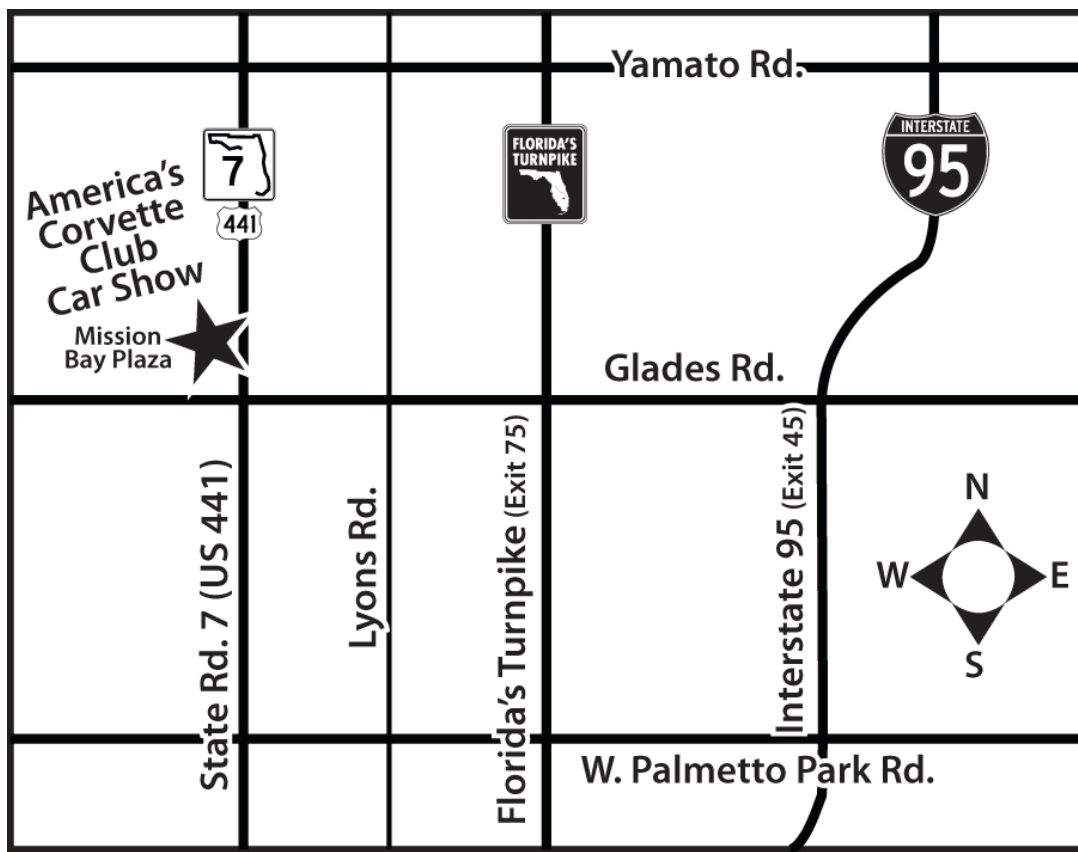 Yamato Rd.
INTERSTATE
95
FLORIDA'S
TURNPIKE
7
441
America's
Corvette
Club
Car Show
Mission
Bay Plaza
Glades Rd.
State Rd. 7 (US 441)
Lyons Rd.
Florida's Turnpike (Exit 75)
Interstate 95 (Exit 45)
N
W
E
S
W. Palmetto Park Rd.